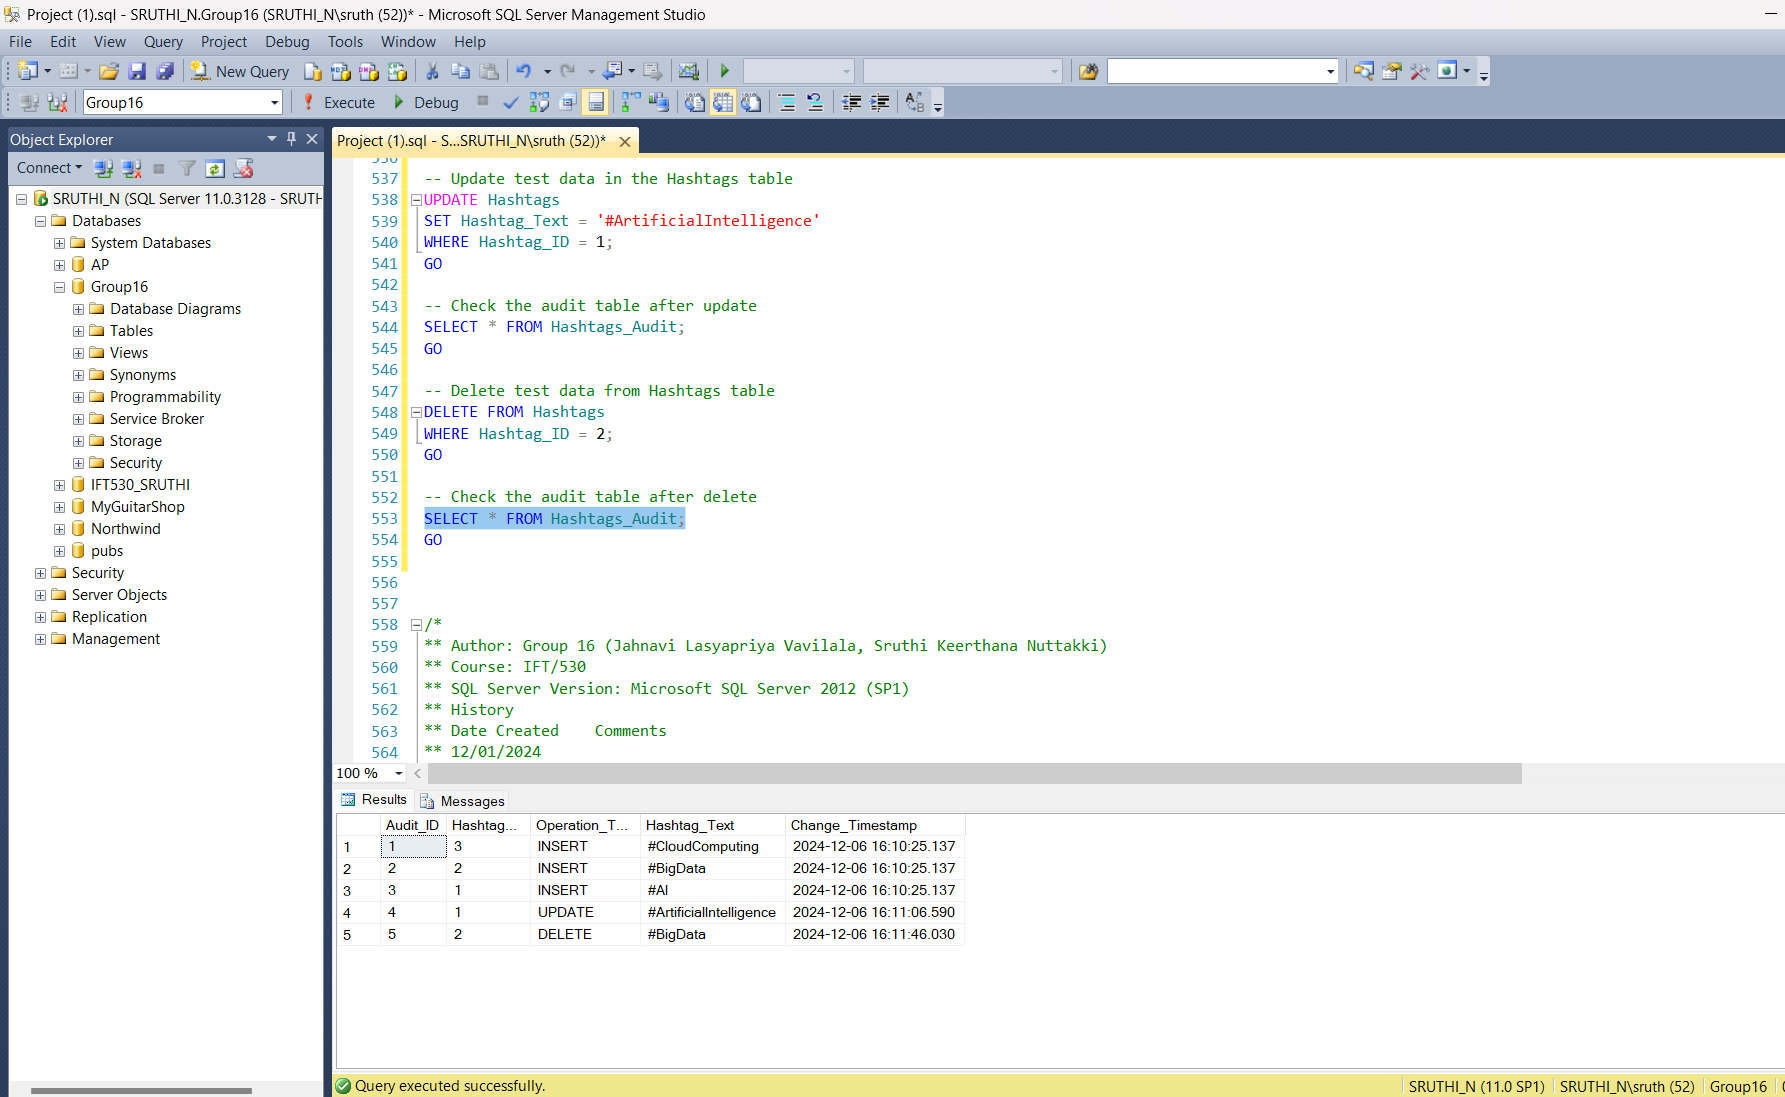 Project (1).sql - SRUTHI_N.Group16 (SRUTHI_N\sruth (52))* - Microsoft SQL Server Management Studio
File Edit View Query Project Debug Tools Window Help
New Query
Group16 Execute Debug
Object Explorer
Connect
SRUTHI_N (SQL Server 11.0.3128 - SRUTH
Databases
System Databases
AP
Group16
Database Diagrams
Tables
Views
Synonyms
Programmability
Service Broker
Storage
Security
IFT530_SRUTHI
MyGuitarShop
Northwind
pubs
Security
Server Objects
Replication
Management
Project (1).sql - S...SRUTHI_N\sruth (52))*
536
537 -- Update test data in the Hashtags table
538 UPDATE Hashtags
539 SET Hashtag_Text = '#ArtificialIntelligence'
540 WHERE Hashtag_ID = 1;
541 GO
542
543 -- Check the audit table after update
544 SELECT * FROM Hashtags_Audit;
545 GO
546
547 -- Delete test data from Hashtags table
548 DELETE FROM Hashtags
549 WHERE Hashtag_ID = 2;
550 GO
551
552 -- Check the audit table after delete
553 SELECT * FROM Hashtags_Audit;
554 GO
555
556
557
558 /*
559 ** Author: Group 16 (Jahnavi Lasyapriya Vavilala, Sruthi Keerthana Nuttakki)
560 ** Course: IFT/530
561 ** SQL Server Version: Microsoft SQL Server 2012 (SP1)
562 ** History
563 ** Date Created    Comments
564 ** 12/01/2024
100 %
Results Messages
Audit_ID Hashtag... Operation_T... Hashtag_Text Change_Timestamp
1 1 3 INSERT #CloudComputing 2024-12-06 16:10:25.137
2 2 2 INSERT #BigData 2024-12-06 16:10:25.137
3 3 1 INSERT #AI 2024-12-06 16:10:25.137
4 4 1 UPDATE #ArtificialIntelligence 2024-12-06 16:11:06.590
5 5 2 DELETE #BigData 2024-12-06 16:11:46.030
Query executed successfully. SRUTHI_N (11.0 SP1) SRUTHI_N\sruth (52) Group16